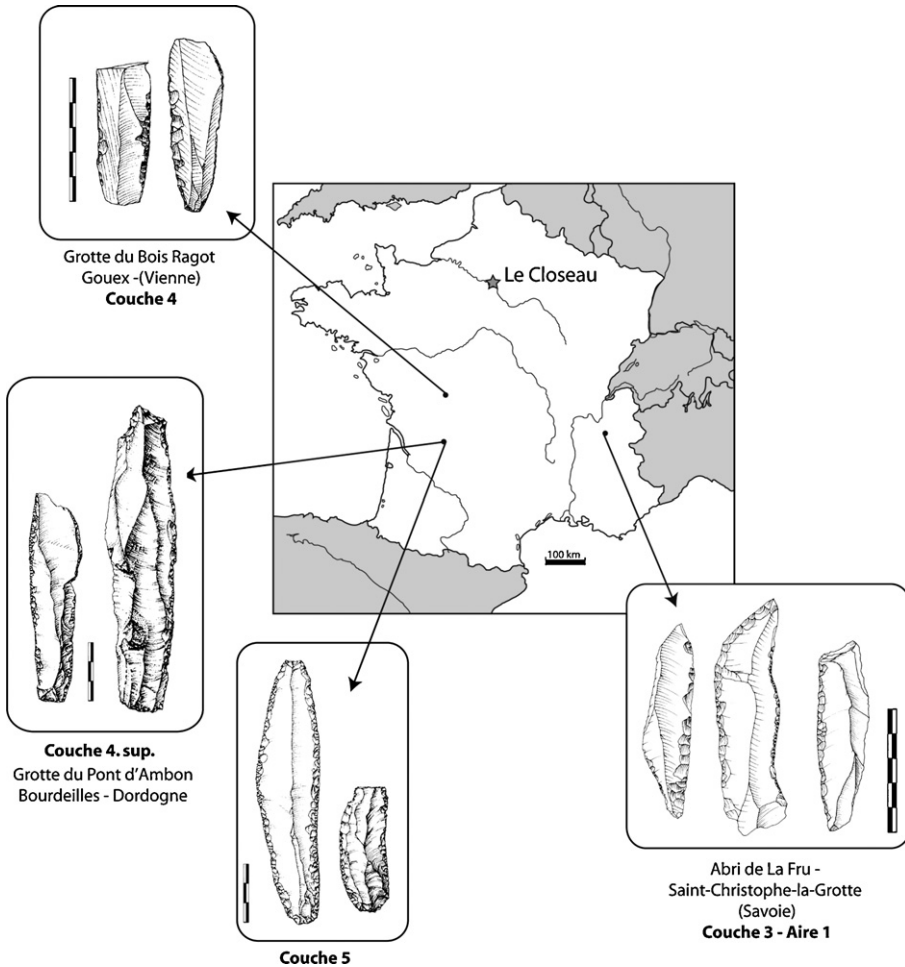 Grotte du Bois Ragot
Gouex -(Vienne)
Couche 4
Le Closeau
100 km
Couche 4. sup.
Grotte du Pont d'Ambon
Bourdeilles - Dordogne
Couche 5
Abri de La Fru -
Saint-Christophe-la-Grotte
(Savoie)
Couche 3 - Aire 1